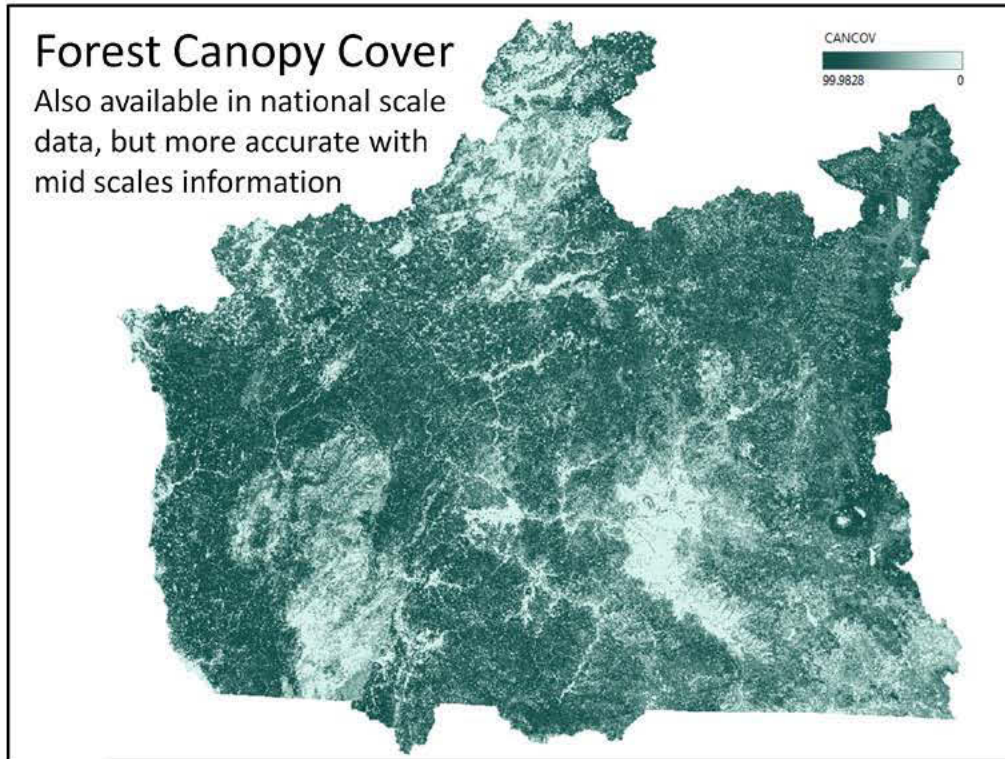 Forest Canopy Cover
Also available in national scale
data, but more accurate with
mid scales information
CANCOV
99.9828 0